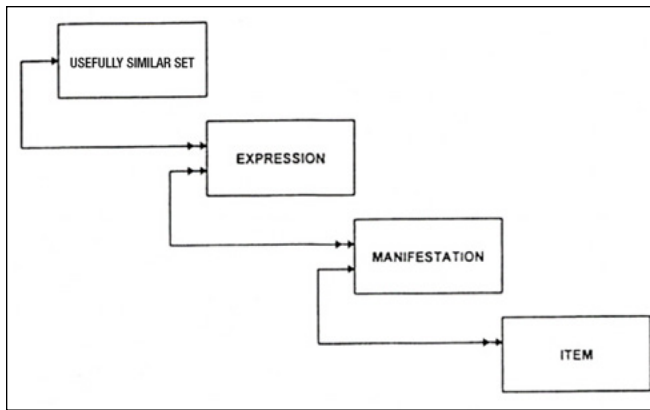 USEFULLY SIMILAR SET
EXPRESSION
MANIFESTATION
ITEM